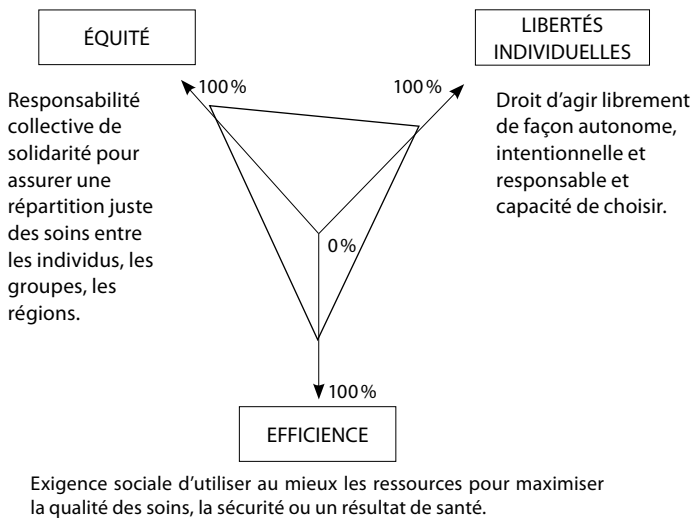 ÉQUITÉ
LIBERTÉS
INDIVIDUELLES
100 %
100 %
Responsabilité
collective de
solidarité pour
assurer une
répartition juste
des soins entre
les individus, les
groupes, les
régions.
Droit d'agir librement
de façon autonome,
intentionnelle et
responsable et
capacité de choisir.
0 %
100 %
EFFICIENCE
Exigence sociale d'utiliser au mieux les ressources pour maximiser
la qualité des soins, la sécurité ou un résultat de santé.